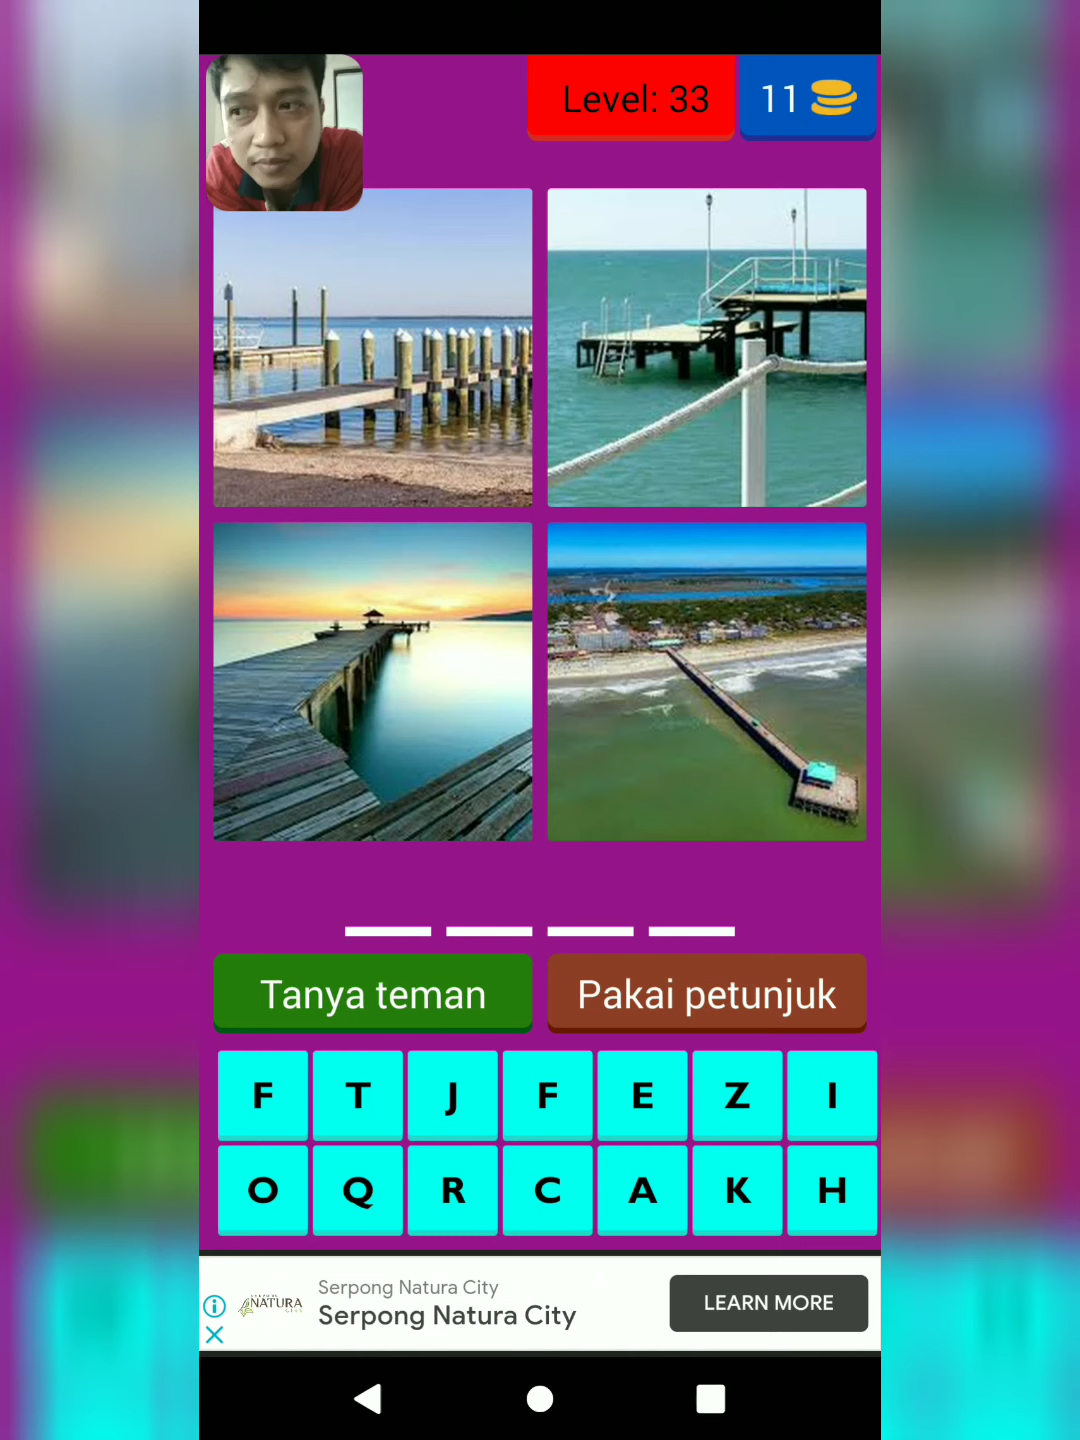 Level: 33
11
Tanya teman
Pakai petunjuk
F T J F E Z I
O Q R C A K H
Serpong Natura City
NATURA
Serpong Natura City
LEARN MORE